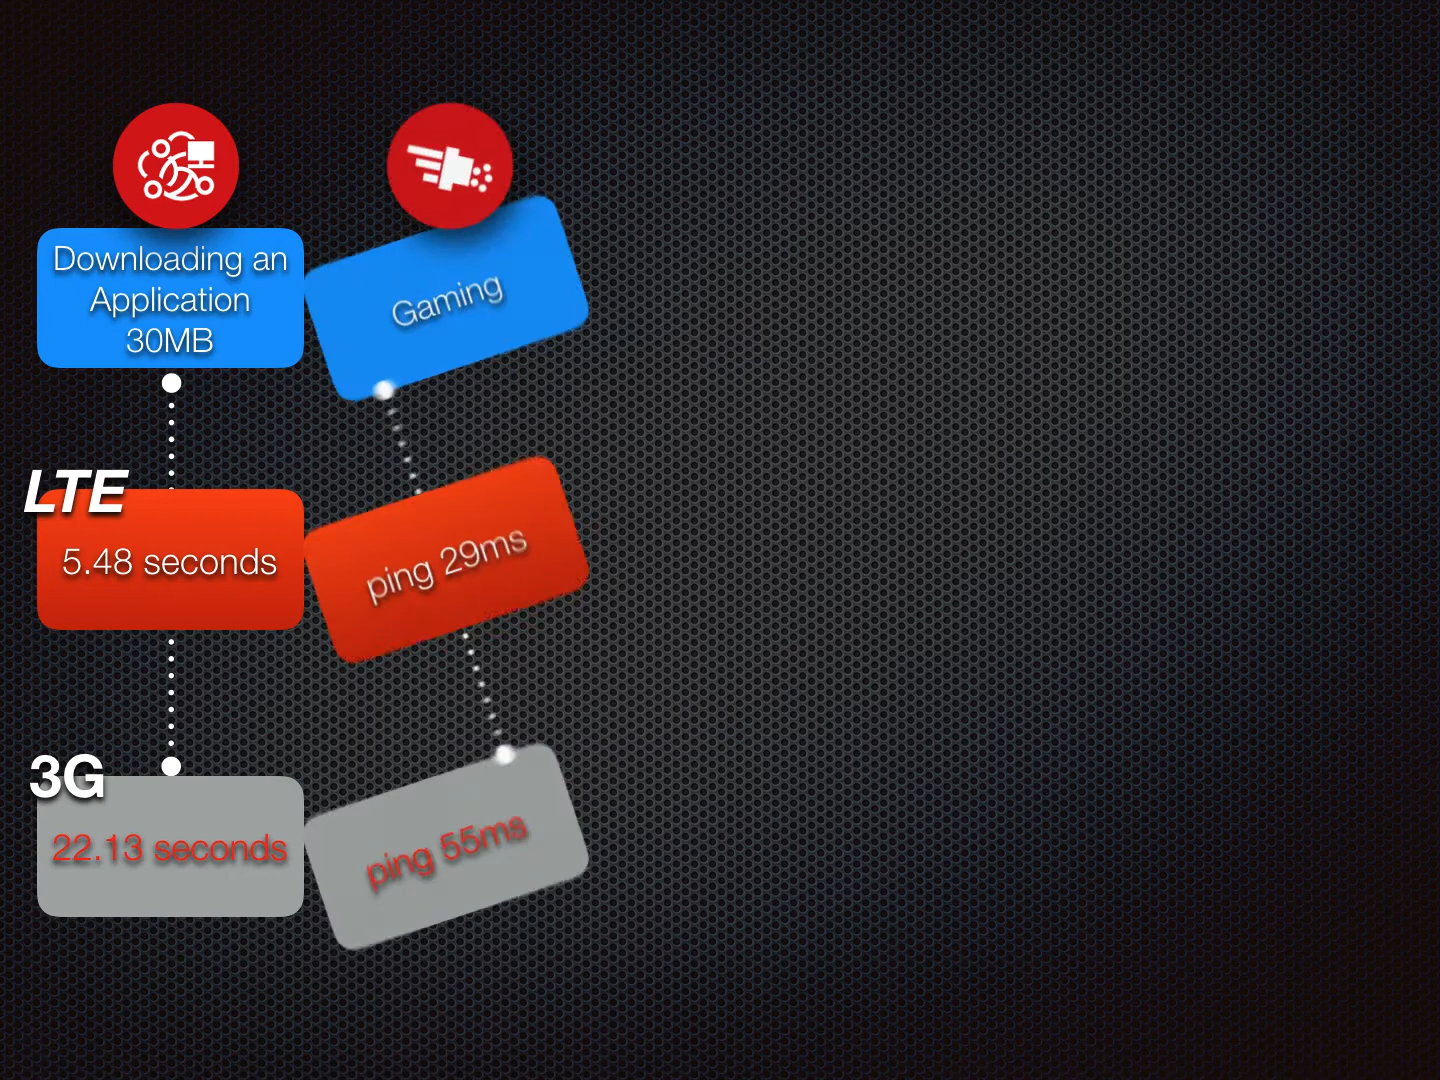 Downloading an
Application
30MB
Gaming
LTE
5.48 seconds
ping 29ms
3G
22.13 seconds
ping 55ms